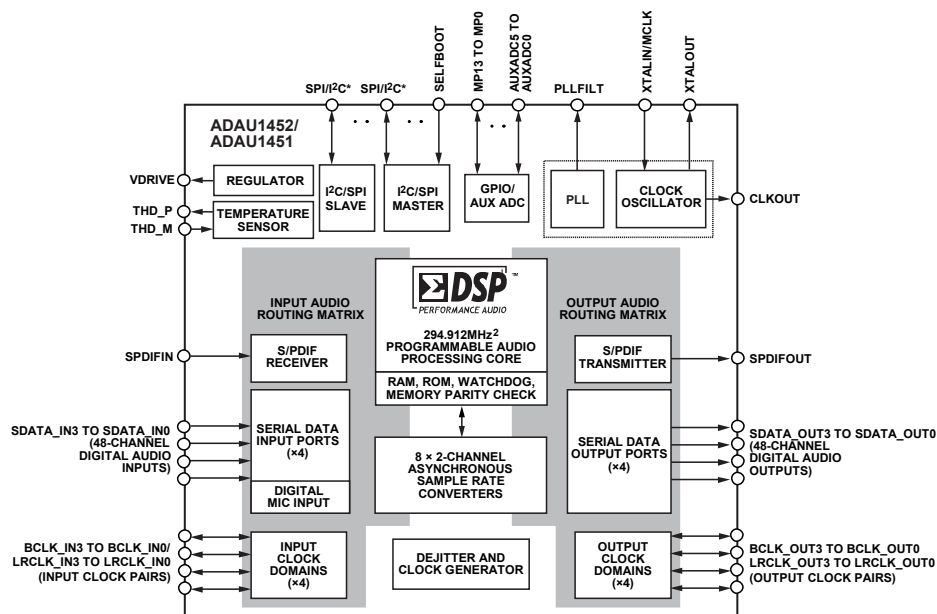 SPI/I²C*
SPI/I²C*
SELFBOOT
MP13 TO MP0
AUXADC5 TO
AUXADC0
PLLFILT
XTALIN/MCLK
XTALOUT
ADAU1452/
ADAU1451
VDRIVE
REGULATOR
THD_P
THD_M
TEMPERATURE
SENSOR
I²C/SPI
SLAVE
I²C/SPI
MASTER
GPIO/
AUX ADC
PLL
CLOCK
OSCILLATOR
CLKOUT
INPUT AUDIO
ROUTING MATRIX
ΣDSP™
PERFORMANCE AUDIO
294.912MHz²
PROGRAMMABLE AUDIO
PROCESSING CORE
RAM, ROM, WATCHDOG,
MEMORY PARITY CHECK
OUTPUT AUDIO
ROUTING MATRIX
SPDIFIN
S/PDIF
RECEIVER
S/PDIF
TRANSMITTER
SPDIFOUT
SDATA_IN3 TO SDATA_IN0
(48-CHANNEL
DIGITAL AUDIO
INPUTS)
SERIAL DATA
INPUT PORTS
(×4)
DIGITAL
MIC INPUT
8 × 2-CHANNEL
ASYNCHRONOUS
SAMPLE RATE
CONVERTERS
SERIAL DATA
OUTPUT PORTS
(×4)
SDATA_OUT3 TO SDATA_OUT0
(48-CHANNEL
DIGITAL AUDIO
OUTPUTS)
BCLK_IN3 TO BCLK_IN0/
LRCLK_IN3 TO LRCLK_IN0
(INPUT CLOCK PAIRS)
INPUT
CLOCK
DOMAINS
(×4)
DEJITTER AND
CLOCK GENERATOR
OUTPUT
CLOCK
DOMAINS
(×4)
BCLK_OUT3 TO BCLK_OUT0
LRCLK_OUT3 TO LRCLK_OUT0
(OUTPUT CLOCK PAIRS)